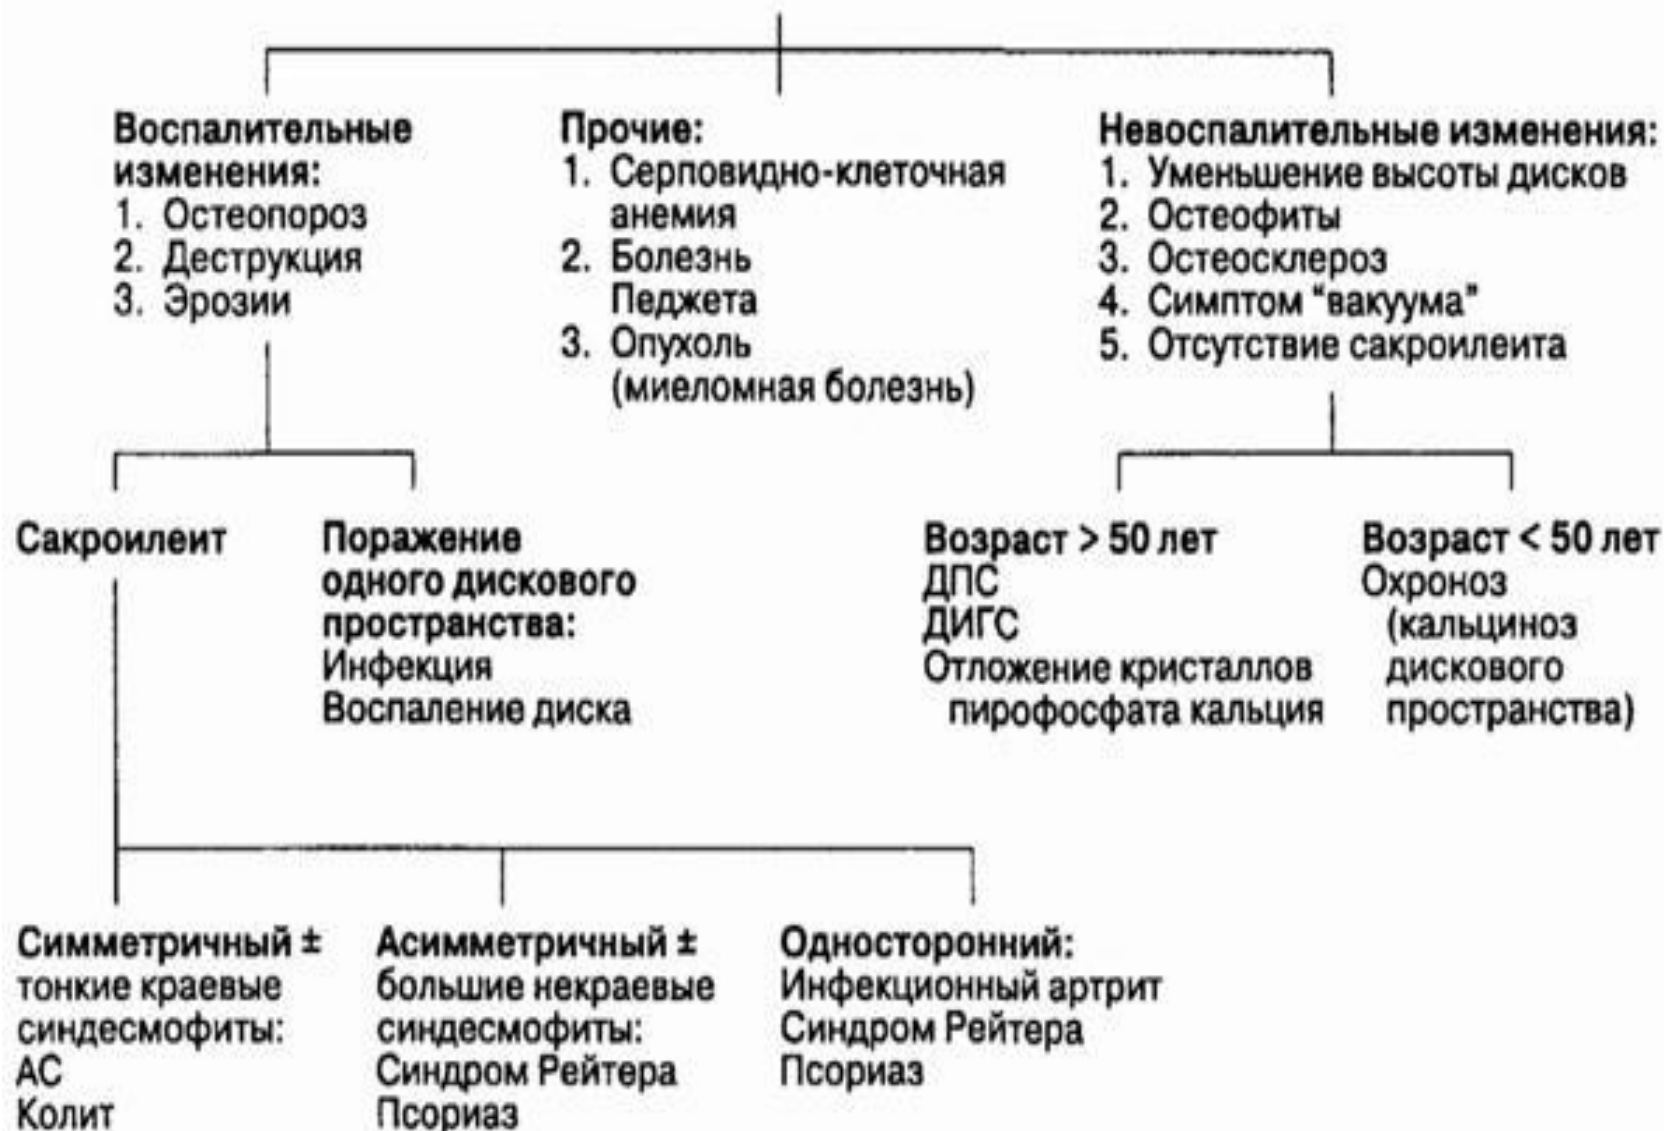 Воспалительные
изменения:
1. Остеопороз
2. Деструкция
3. Эрозии
Прочие:
1. Серповидно-клеточная
анемия
2. Болезнь
Педжета
3. Опухоль
(миеломная болезнь)
Невоспалительные изменения:
1. Уменьшение высоты дисков
2. Остеофиты
3. Остеосклероз
4. Симптом "вакуума"
5. Отсутствие сакроилеита
Сакроилеит
Поражение
одного дискового
пространства:
Инфекция
Воспаление диска
Возраст > 50 лет
ДПС
ДИГС
Отложение кристаллов
пирофосфата кальция
Возраст < 50 лет
Охроноз
(кальциноз
дискового
пространства)
Симметричный ±
тонкие краевые
синдесмофиты:
АС
Колит
Асимметричный ±
большие некраевые
синдесмофиты:
Синдром Рейтера
Псориаз
Односторонний:
Инфекционный артрит
Синдром Рейтера
Псориаз